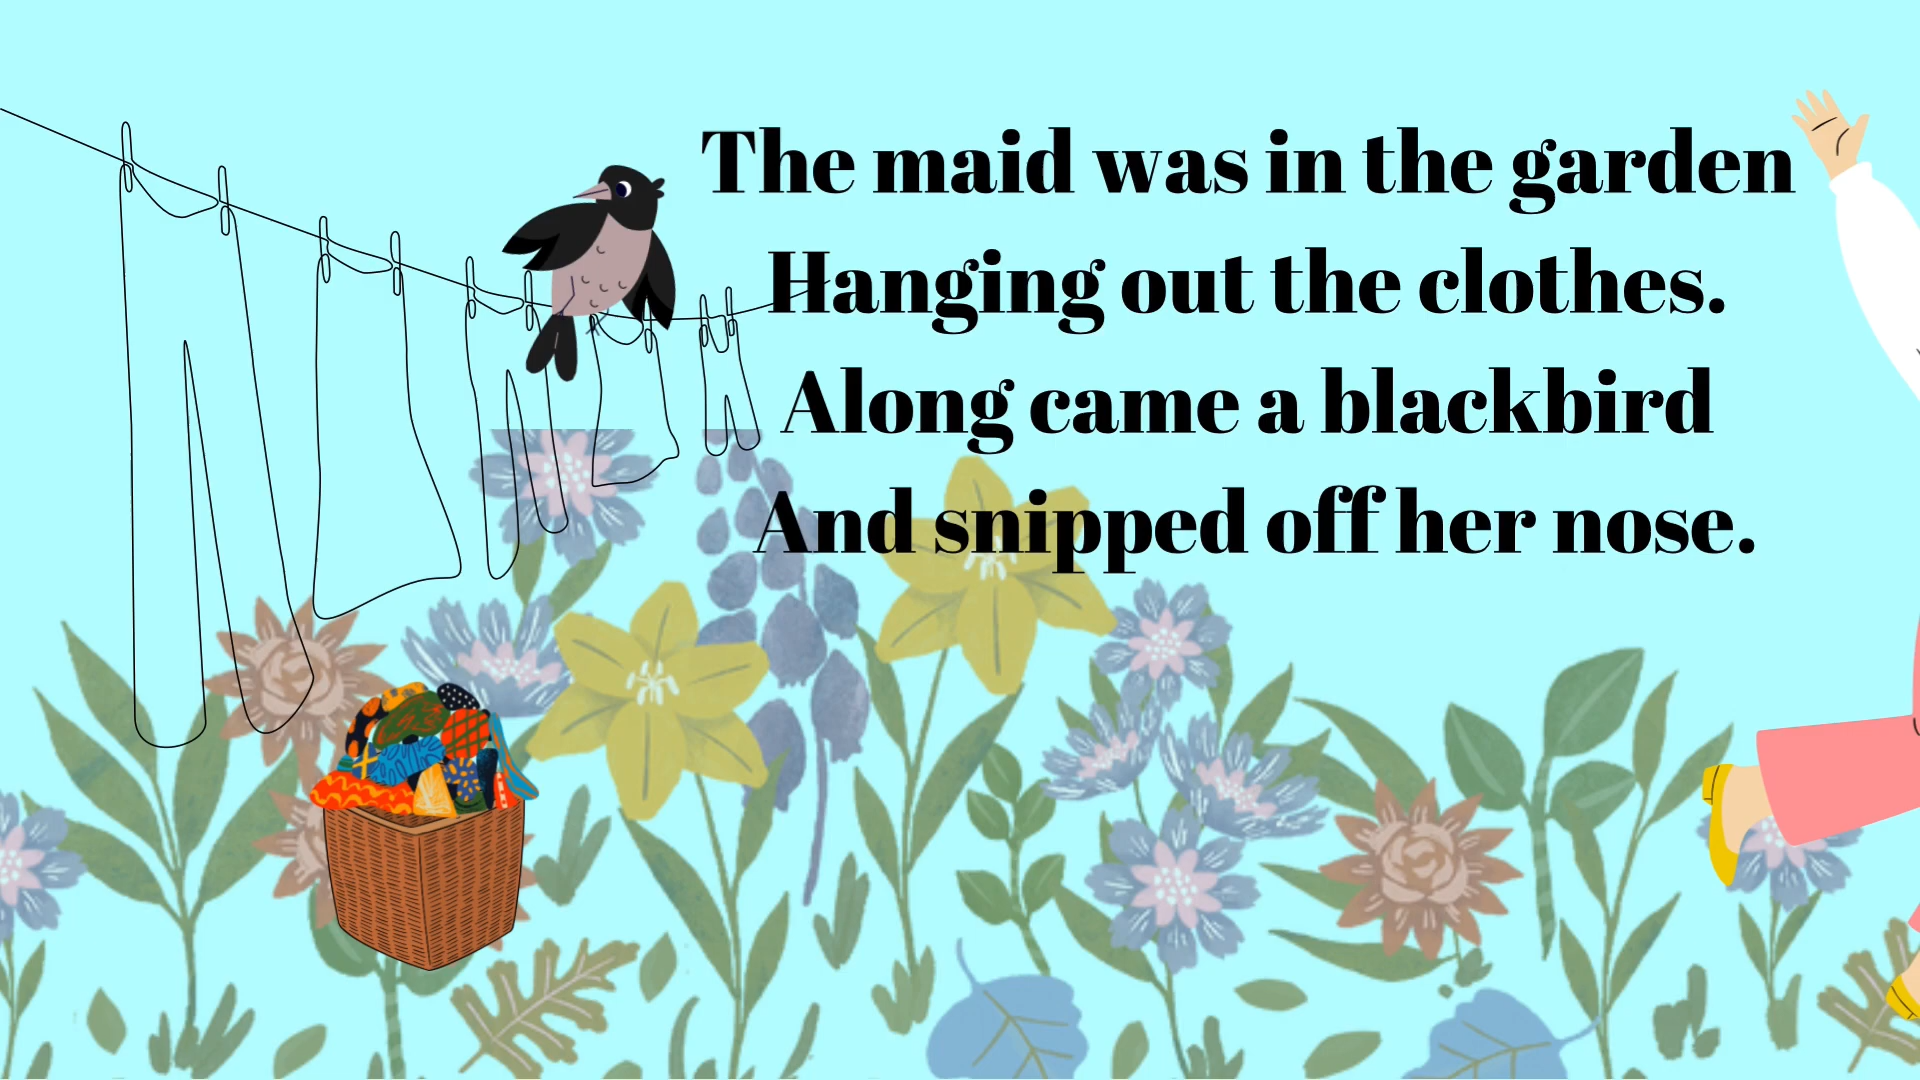 The maid was in the garden
Hanging out the clothes.
Along came a blackbird
And snipped off her nose.